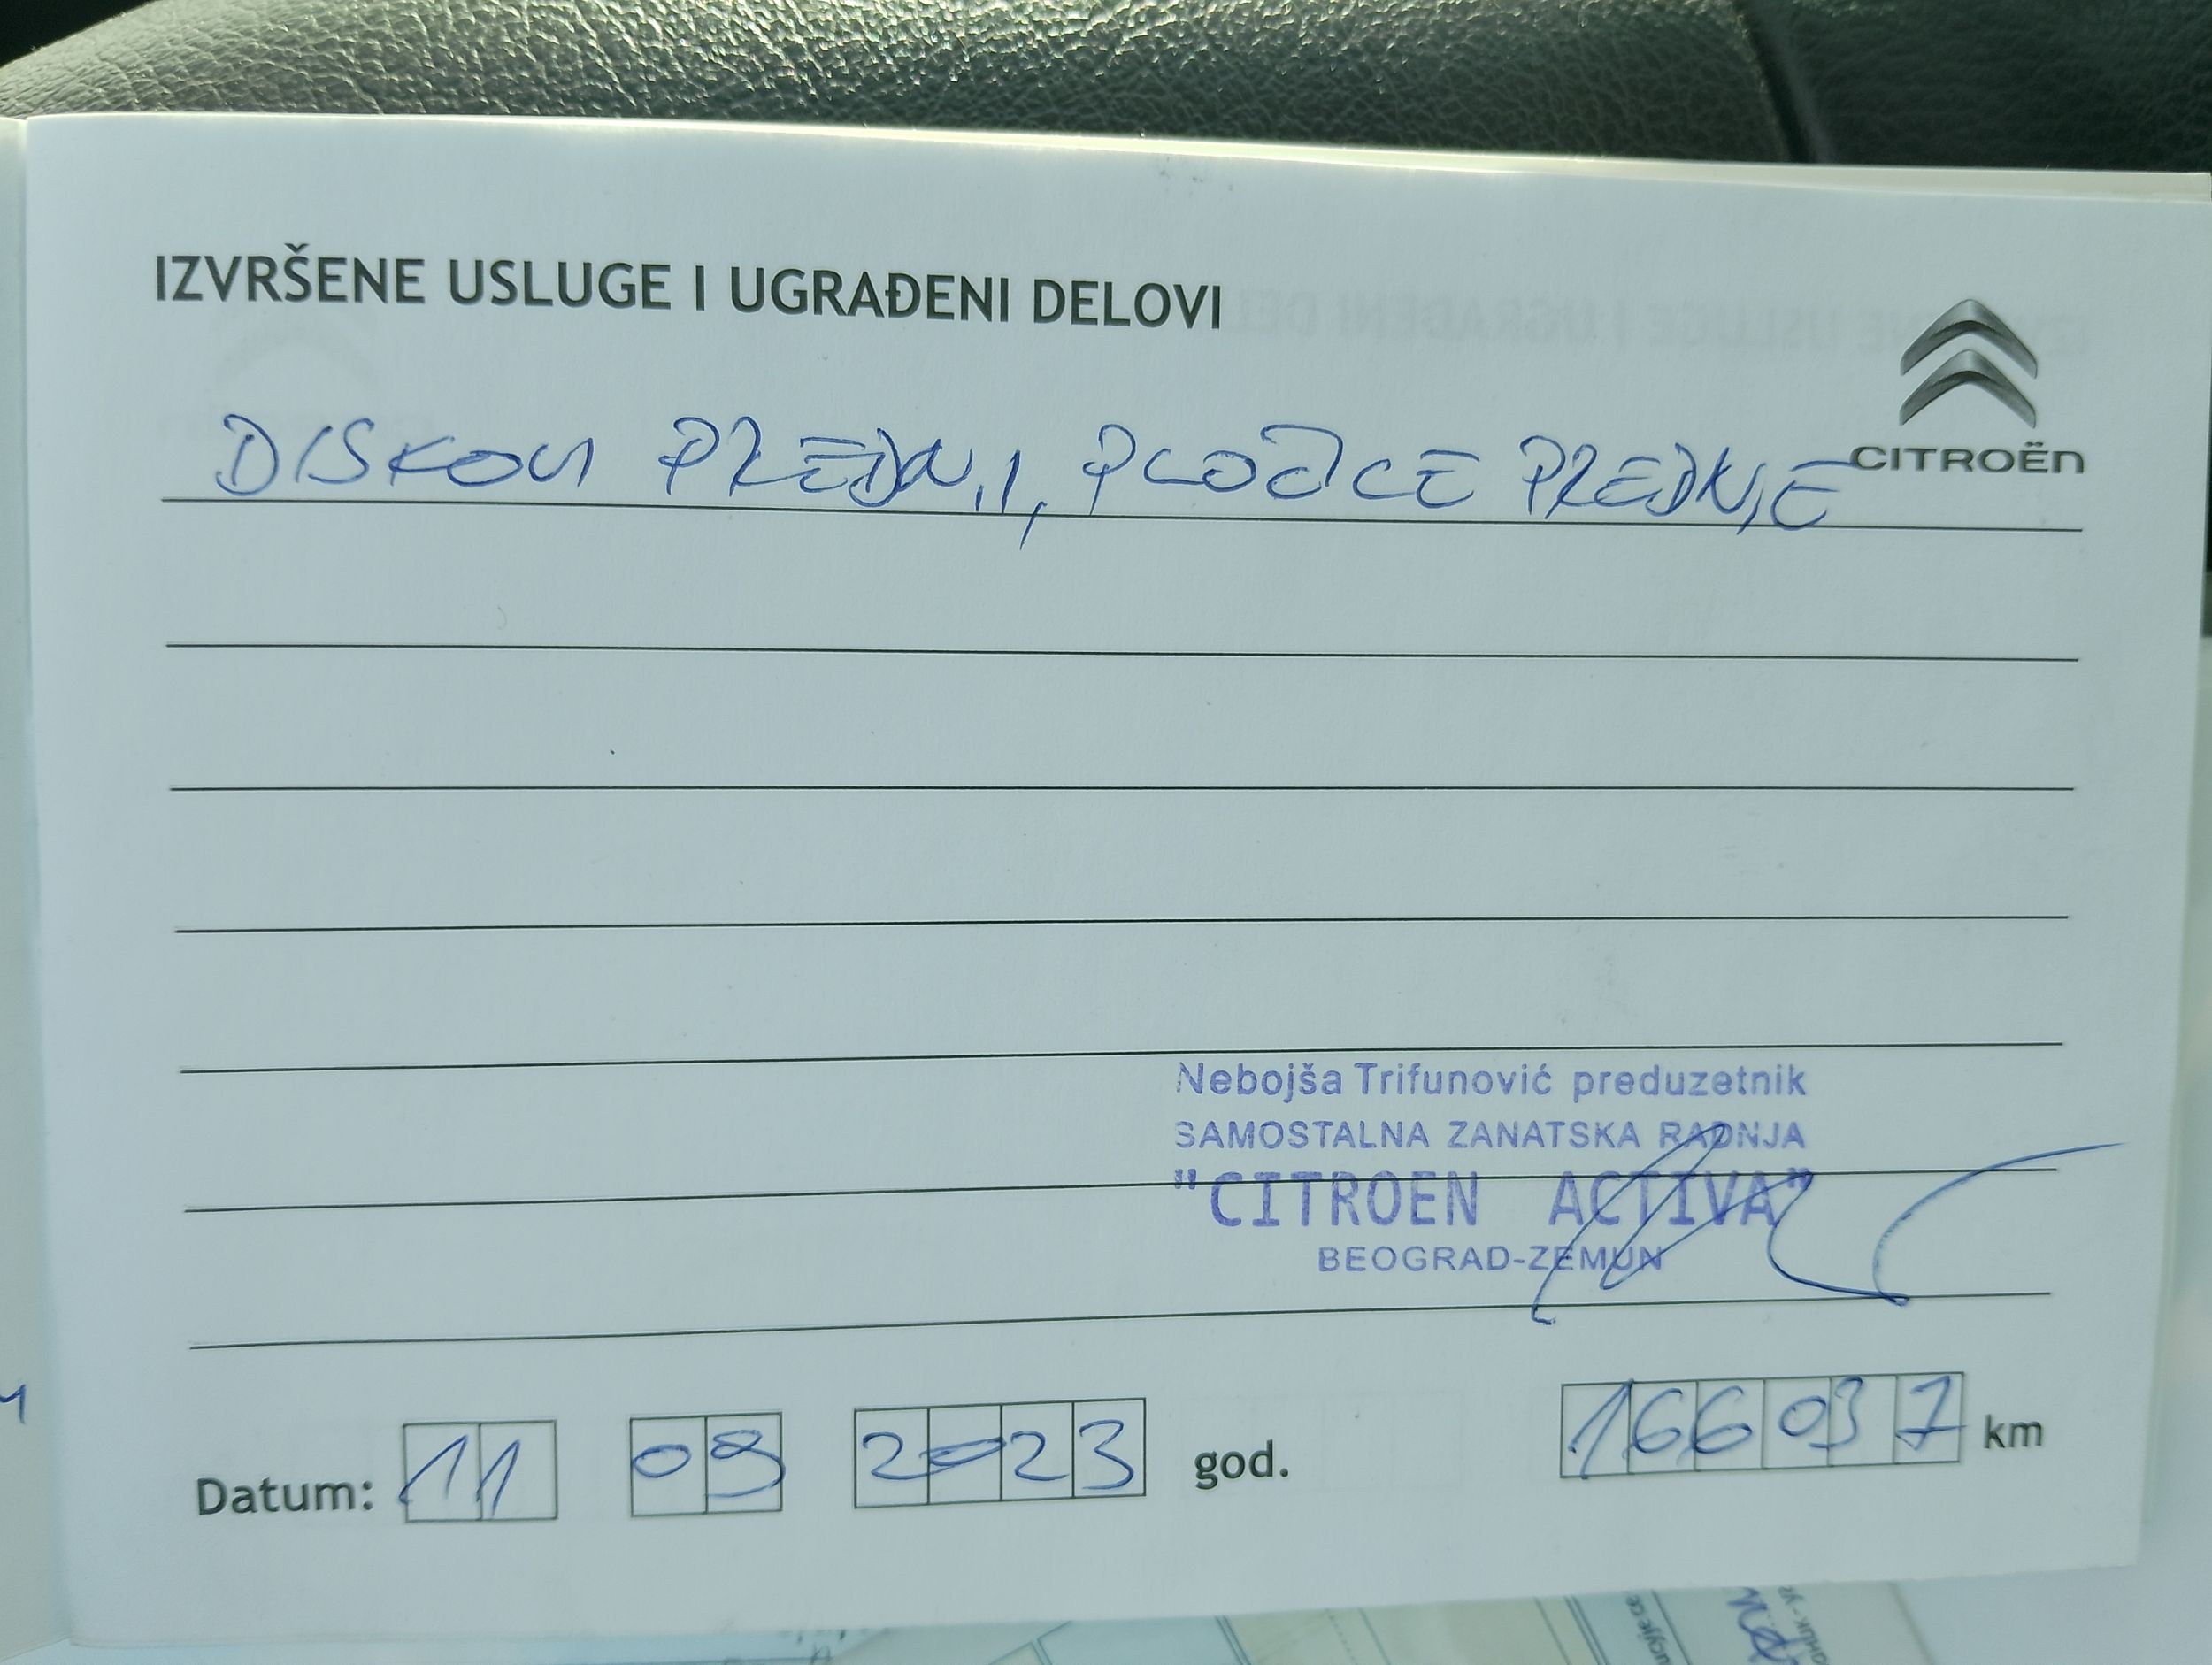 IZVRŠENE USLUGE I UGRAĐENI DELOVI
CITROËN
DISKOVI PREDNJI, PLOČICE PREDNJE
Nebojša Trifunović preduzetnik
SAMOSTALNA ZANATSKA RADNJA
"CITROEN ACTIVA"
BEOGRAD-ZEMUN
Datum: 11 09 2023 god. 166037 km